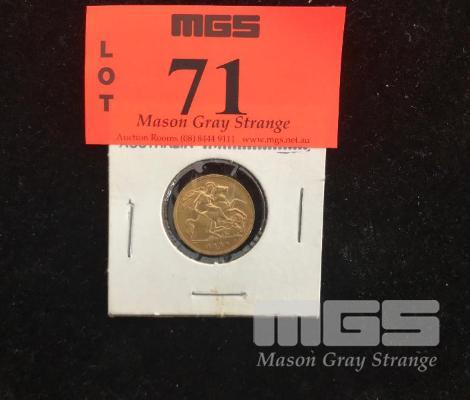 MGS
LOT
71
Mason Gray Strange
Auction Rooms (08) 8444 9111 www.mgs.net.au
MGS
Mason Gray Strange